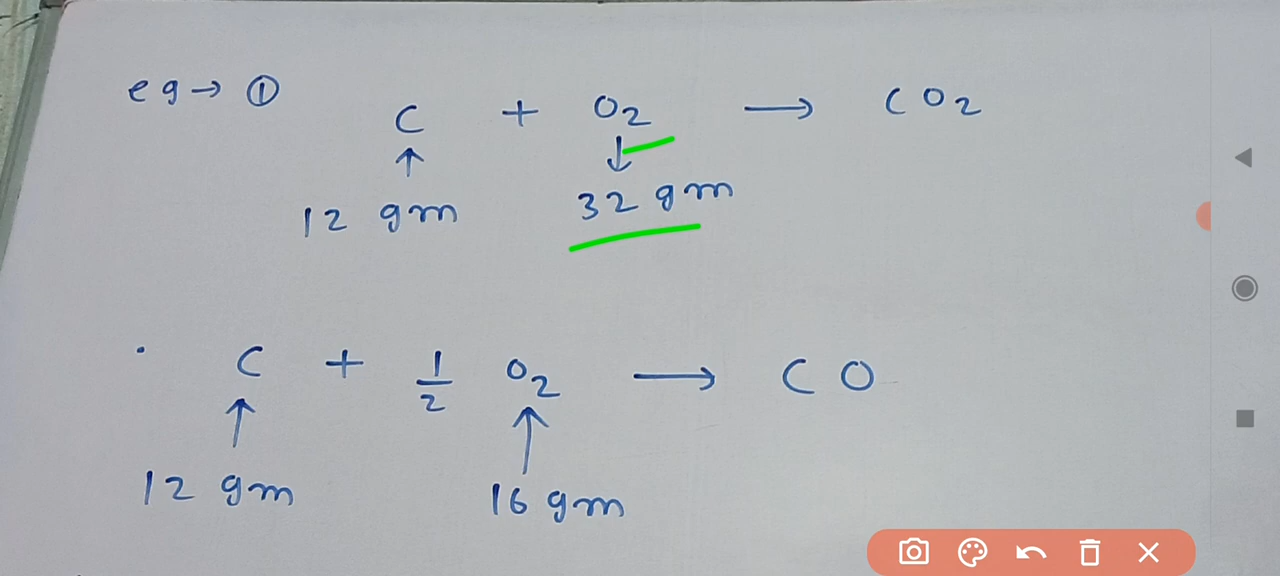 eg → ①
C + O2 → CO2
↑ ↓
12 gm 32 gm
C + 1/2 O2 → CO
↑ ↑
12 gm 16 gm